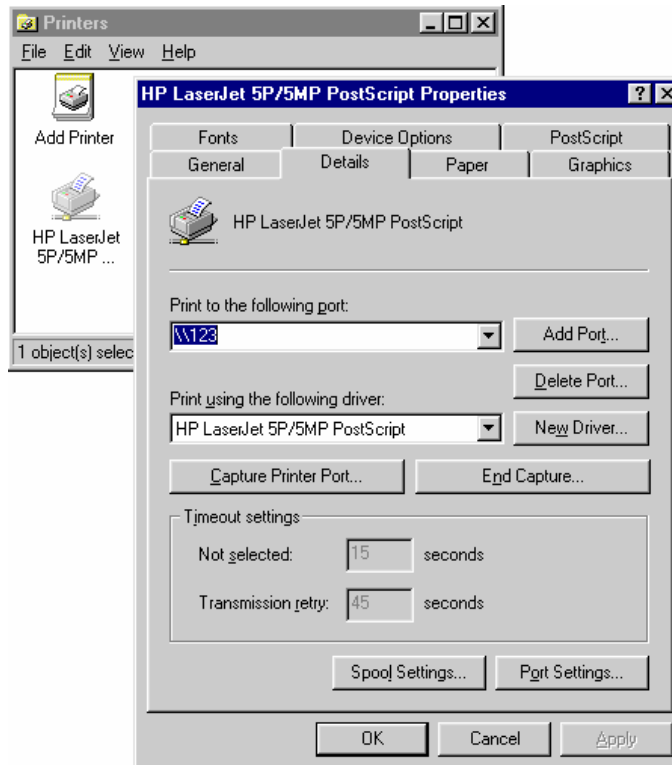 Printers
File Edit View Help
Add Printer
HP LaserJet
5P/5MP ...
1 object(s) selec
HP LaserJet 5P/5MP PostScript Properties
Fonts Device Options PostScript
General Details Paper Graphics
HP LaserJet 5P/5MP PostScript
Print to the following port:
\\123 Add Port...
Delete Port...
Print using the following driver:
HP LaserJet 5P/5MP PostScript New Driver...
Capture Printer Port... End Capture...
Timeout settings
Not selected: 15 seconds
Transmission retry: 45 seconds
Spool Settings... Port Settings...
OK Cancel Apply